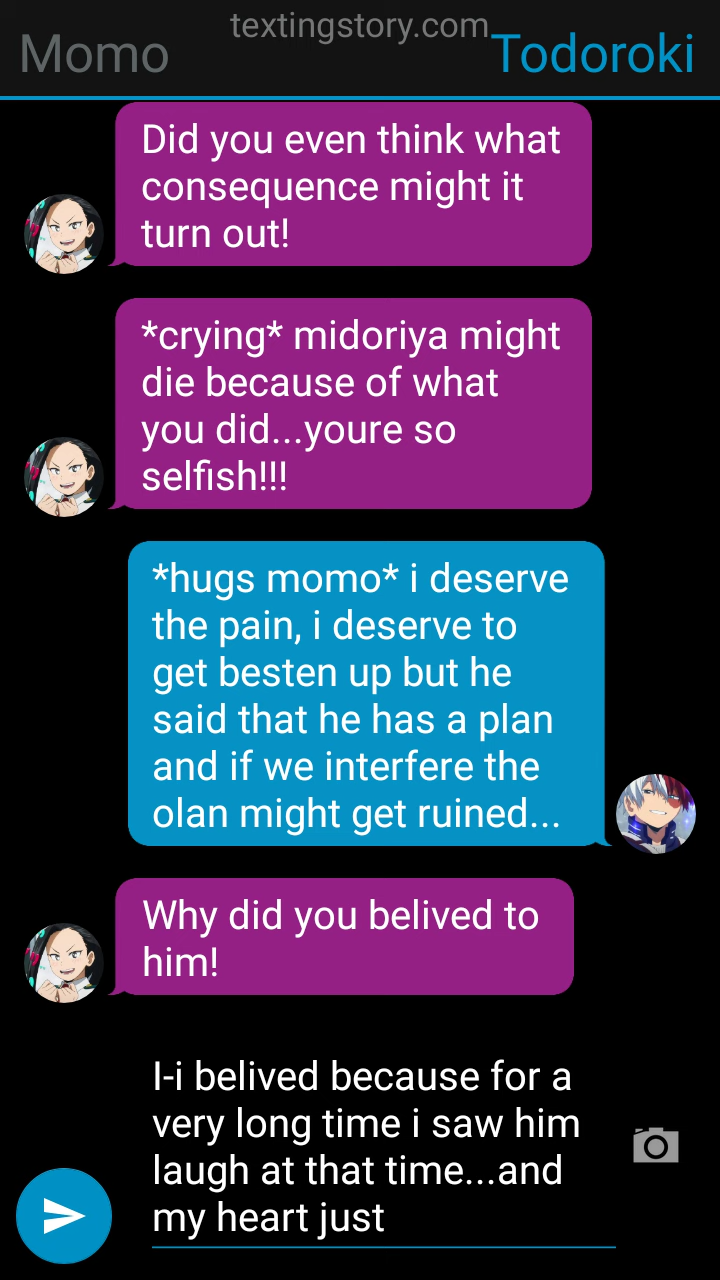 textingstory.com
Momo
Todoroki
Did you even think what
consequence might it
turn out!
*crying* midoriya might
die because of what
you did...youre so
selfish!!!
*hugs momo* i deserve
the pain, i deserve to
get besten up but he
said that he has a plan
and if we interfere the
olan might get ruined...
Why did you belived to
him!
I-i belived because for a
very long time i saw him
laugh at that time...and
my heart just